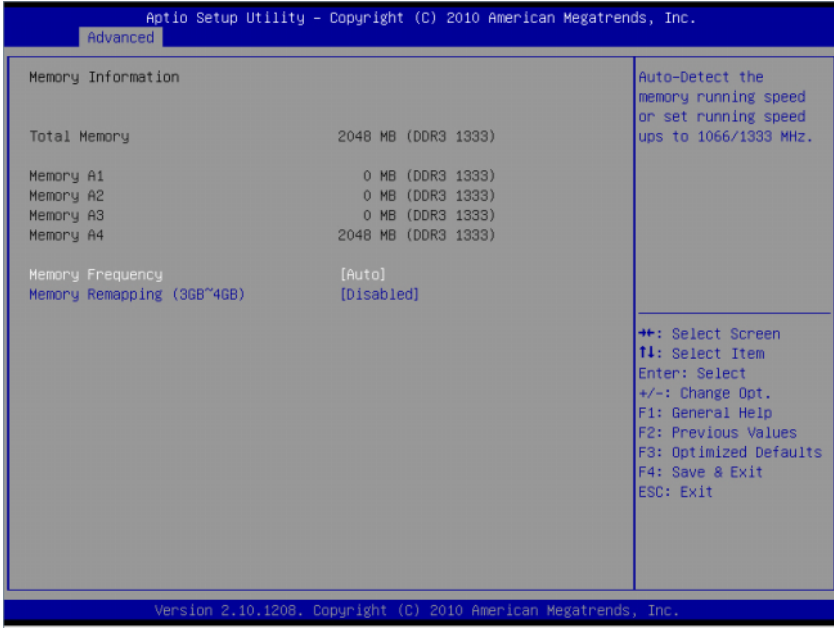 Aptio Setup Utility – Copyright (C) 2010 American Megatrends, Inc.
Advanced
Memory Information
Total Memory 2048 MB (DDR3 1333)
Memory A1 0 MB (DDR3 1333)
Memory A2 0 MB (DDR3 1333)
Memory A3 0 MB (DDR3 1333)
Memory A4 2048 MB (DDR3 1333)
Memory Frequency [Auto]
Memory Remapping (3GB~4GB) [Disabled]
Auto-Detect the
memory running speed
or set running speed
ups to 1066/1333 MHz.
→←: Select Screen
↑↓: Select Item
Enter: Select
+/-: Change Opt.
F1: General Help
F2: Previous Values
F3: Optimized Defaults
F4: Save & Exit
ESC: Exit
Version 2.10.1208. Copyright (C) 2010 American Megatrends, Inc.